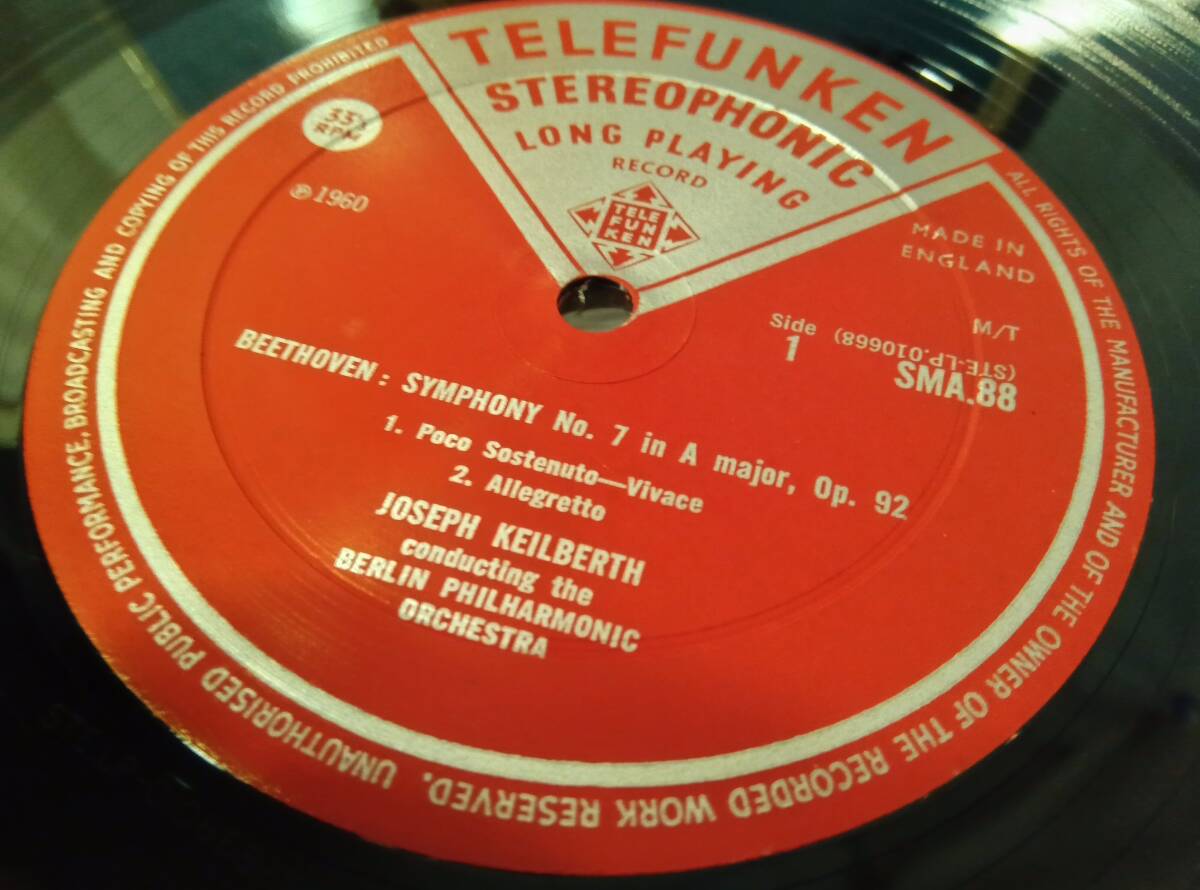 TELEFUNKEN
STEREOPHONIC
LONG PLAYING
RECORD
TELE
FUN
KEN
33⅓
RPM
℗ 1960
MADE IN
ENGLAND
M/T
Side
1
(STE-LP.010668)
SMA.88
BEETHOVEN: SYMPHONY No. 7 in A major, Op. 92
1. Poco Sostenuto—Vivace
2. Allegretto
JOSEPH KEILBERTH
conducting the
BERLIN PHILHARMONIC
ORCHESTRA
ALL RIGHTS OF THE MANUFACTURER AND OF THE OWNER OF THE RECORDED WORK RESERVED. UNAUTHORISED PUBLIC PERFORMANCE, BROADCASTING AND COPYING OF THIS RECORD PROHIBITED